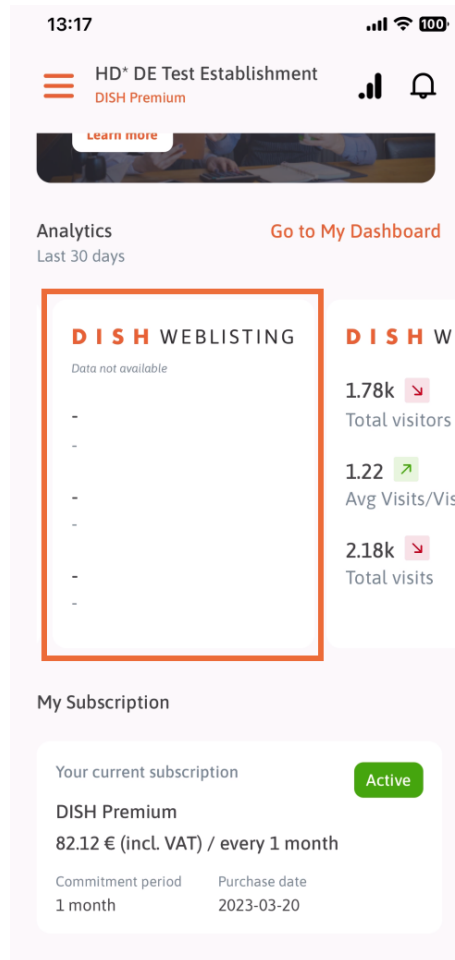 13:17
100
HD* DE Test Establishment
DISH Premium
Learn more
Analytics
Go to My Dashboard
Last 30 days
DISH WEBLISTING
Data not available
-
-
-
-
-
-
DISH W
1.78k
Total visitors
1.22
Avg Visits/Vis
2.18k
Total visits
My Subscription
Your current subscription
Active
DISH Premium
82.12 € (incl. VAT) / every 1 month
Commitment period
Purchase date
1 month
2023-03-20